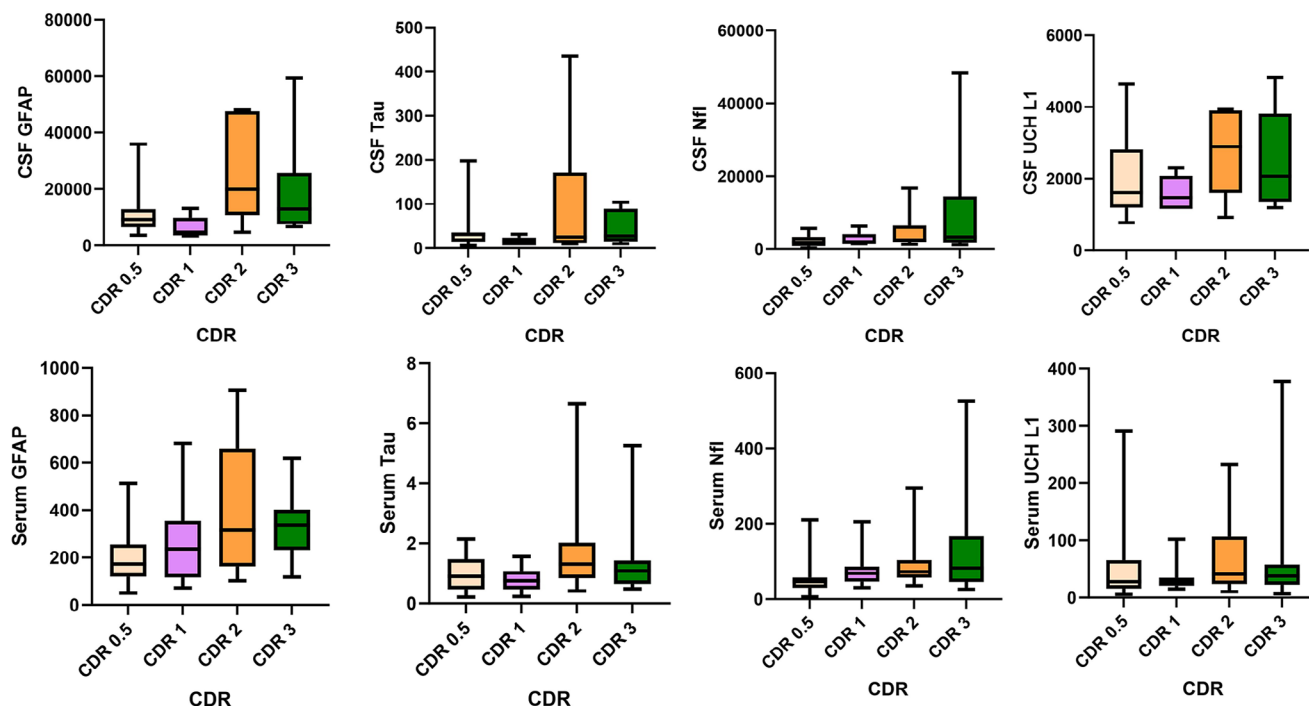 CSF GFAP
80000
60000
40000
20000
0
CDR 0.5
CDR 1
CDR 2
CDR 3
CDR
CSF Tau
500
400
300
200
100
0
CDR 0.5
CDR 1
CDR 2
CDR 3
CDR
CSF Nfl
60000
40000
20000
0
CDR 0.5
CDR 1
CDR 2
CDR 3
CDR
CSF UCH L1
6000
4000
2000
0
CDR 0.5
CDR 1
CDR 2
CDR 3
CDR
Serum GFAP
1000
800
600
400
200
0
CDR 0.5
CDR 1
CDR 2
CDR 3
CDR
Serum Tau
8
6
4
2
0
CDR 0.5
CDR 1
CDR 2
CDR 3
CDR
Serum Nfl
600
400
200
0
CDR 0.5
CDR 1
CDR 2
CDR 3
CDR
Serum UCH L1
400
300
200
100
0
CDR 0.5
CDR 1
CDR 2
CDR 3
CDR